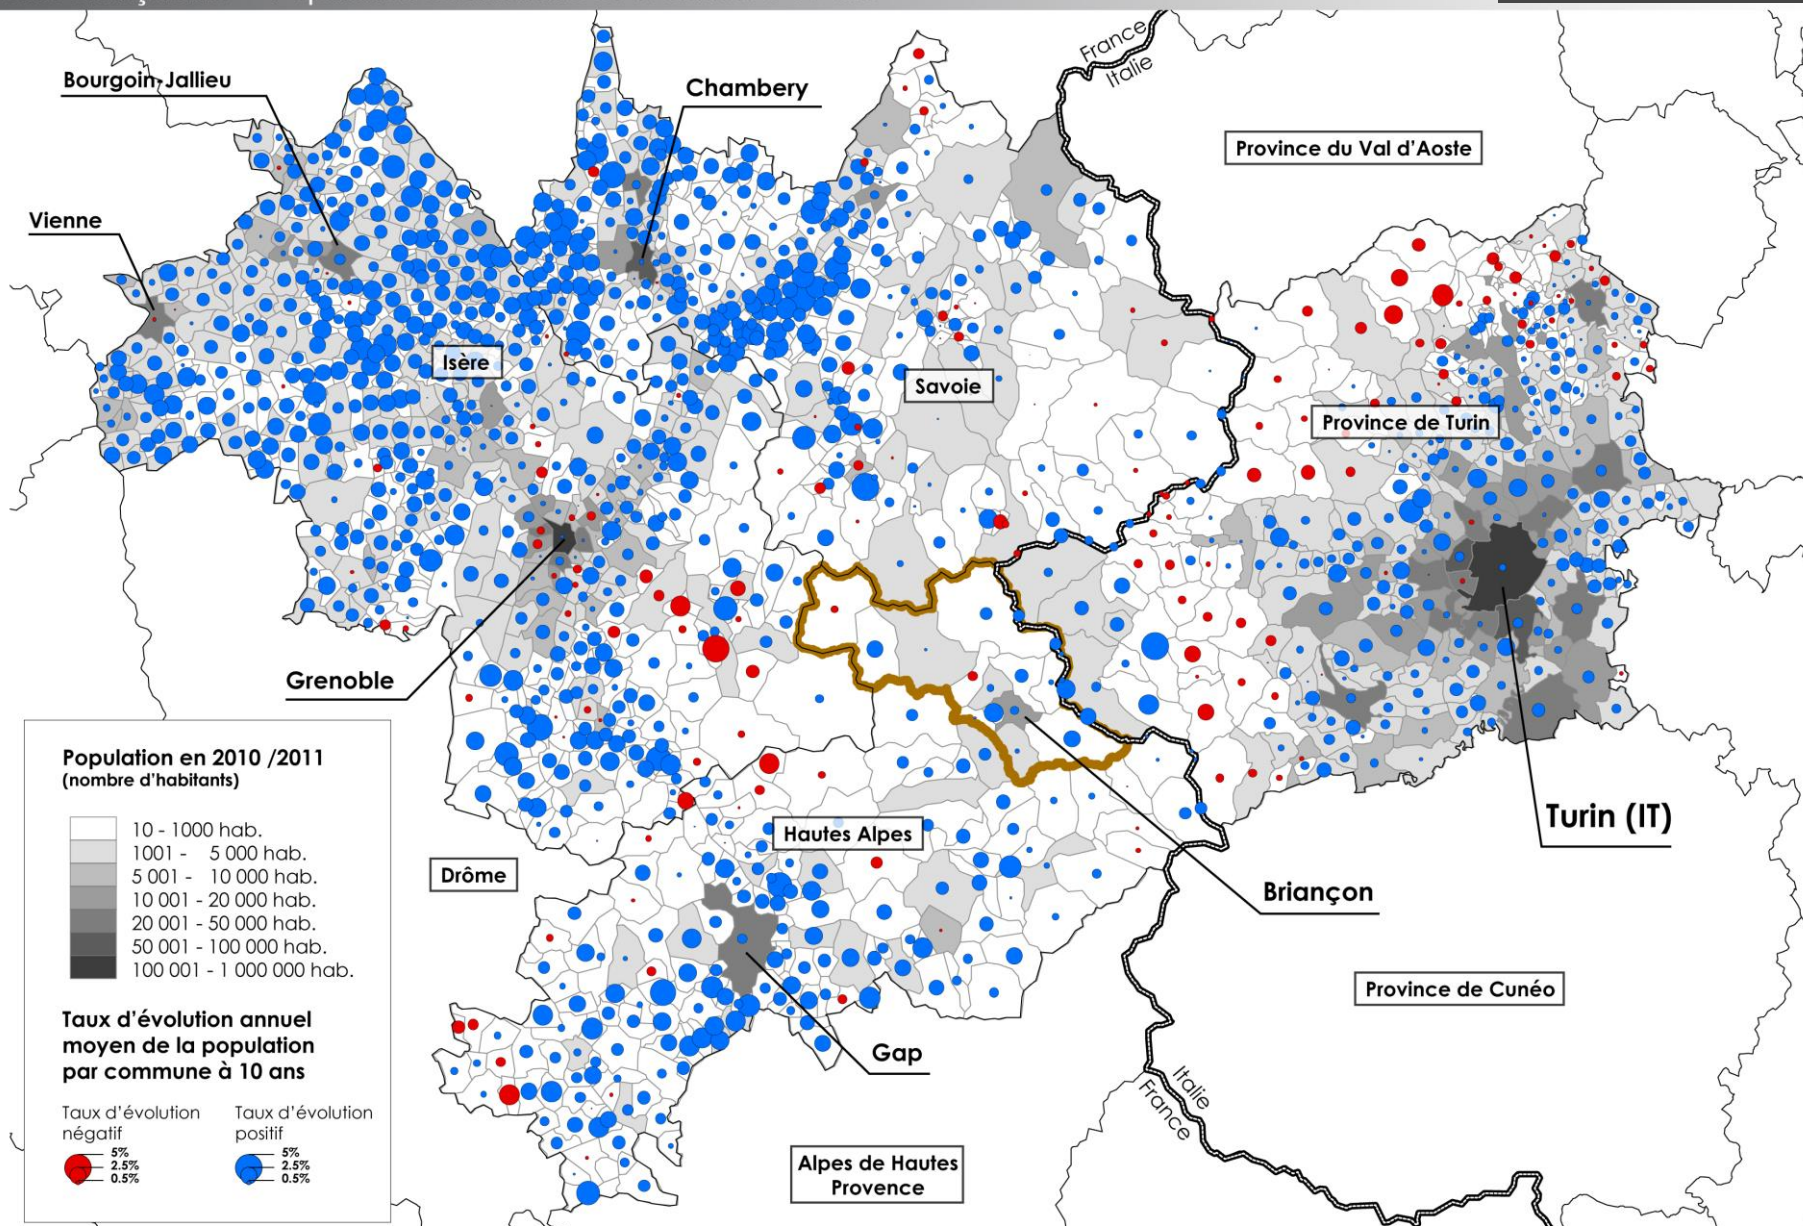 France
Italie
Bourgoin-Jallieu
Chambery
Province du Val d'Aoste
Vienne
Isère
Savoie
Province de Turin
Grenoble
Population en 2010 /2011
(nombre d'habitants)
10 - 1000 hab.
1001 - 5 000 hab.
5 001 - 10 000 hab.
10 001 - 20 000 hab.
20 001 - 50 000 hab.
50 001 - 100 000 hab.
100 001 - 1 000 000 hab.
Taux d'évolution annuel
moyen de la population
par commune à 10 ans
Taux d'évolution
négatif
5%
2.5%
0.5%
Taux d'évolution
positif
5%
2.5%
0.5%
Turin (IT)
Hautes Alpes
Drôme
Briançon
Province de Cunéo
Gap
Italie
France
Alpes de Hautes
Provence